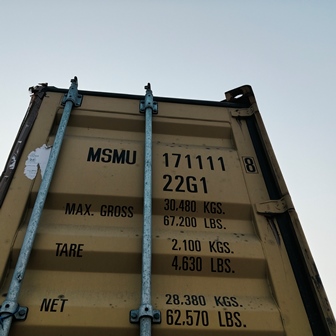 MSMU 171111 8
22G1
MAX. GROSS 30.480 KGS.
67.200 LBS.
TARE 2.100 KGS.
4.630 LBS.
NET 28.380 KGS.
62.570 LBS.